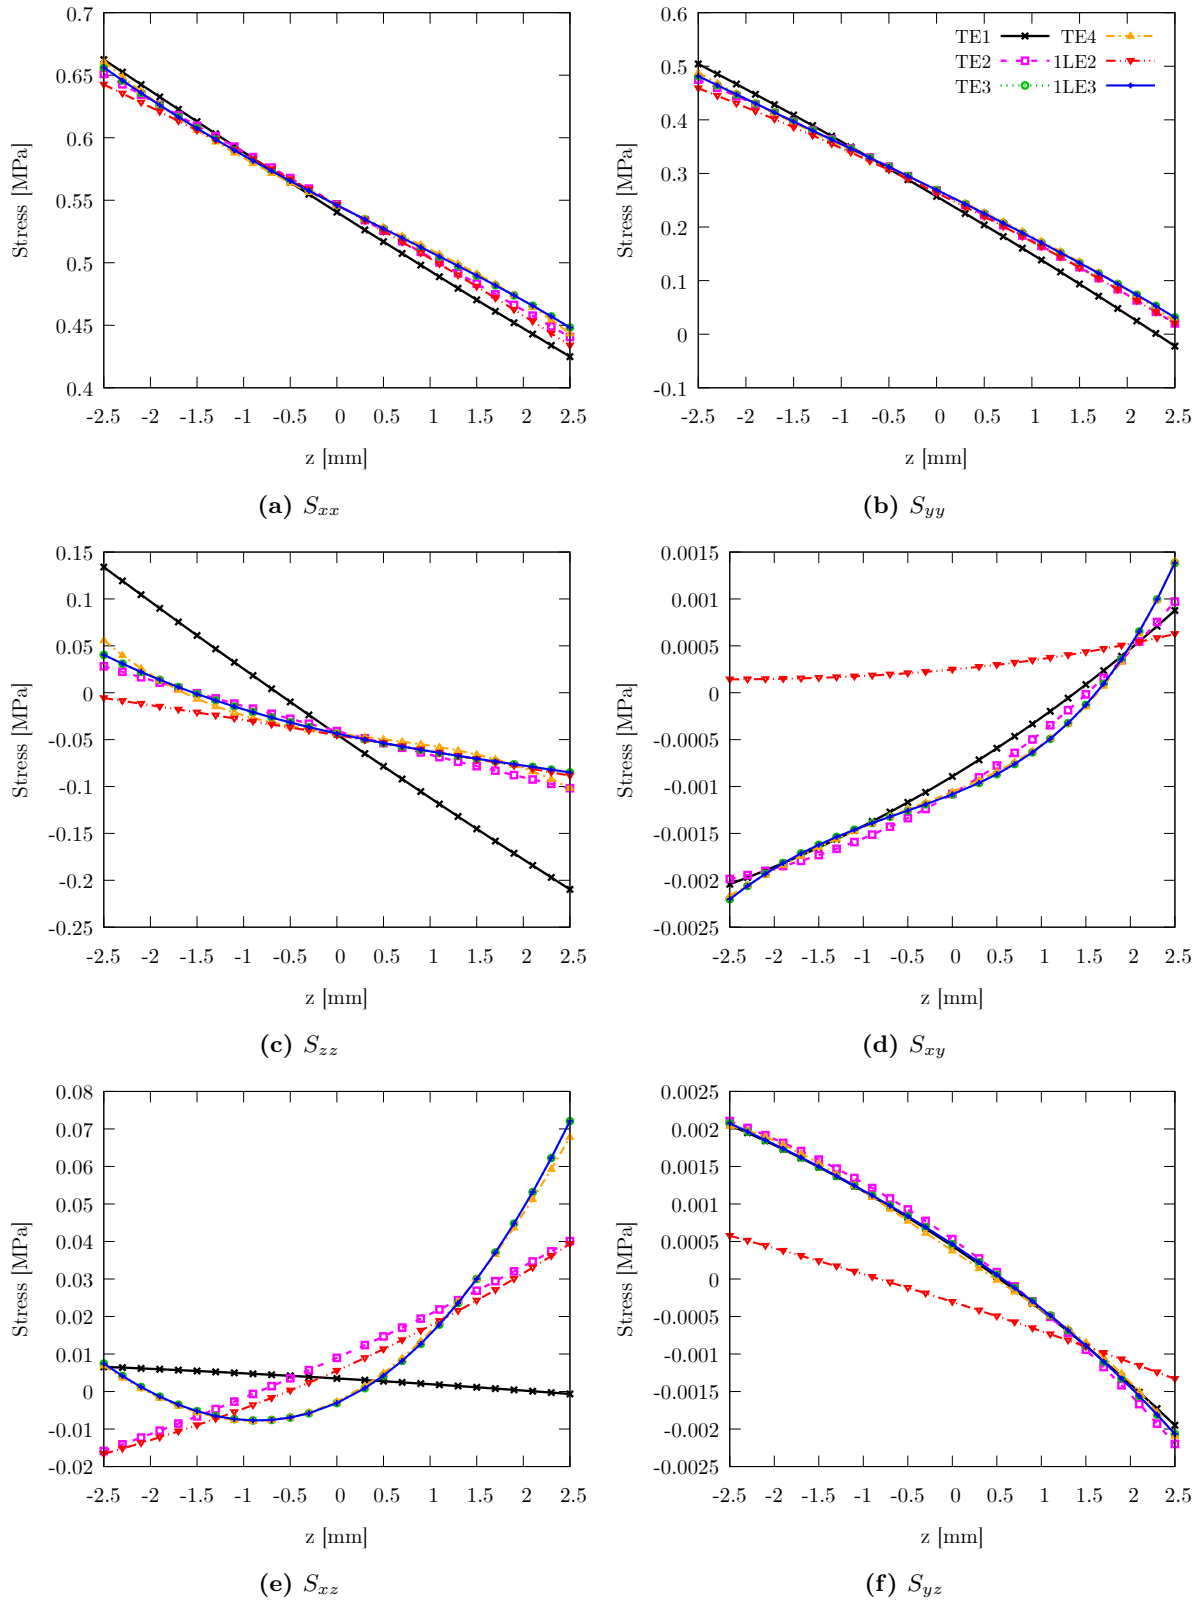 0.7
0.65
0.6
0.55
0.5
0.45
0.4
-2.5 -2 -1.5 -1 -0.5 0 0.5 1 1.5 2 2.5
Stress [MPa]
z [mm]
(a) Sxx
0.6
0.5
0.4
0.3
0.2
0.1
0
-0.1
-2.5 -2 -1.5 -1 -0.5 0 0.5 1 1.5 2 2.5
Stress [MPa]
z [mm]
TE1 TE4
TE2 1LE2
TE3 1LE3
(b) Syy
0.15
0.1
0.05
0
-0.05
-0.1
-0.15
-0.2
-0.25
-2.5 -2 -1.5 -1 -0.5 0 0.5 1 1.5 2 2.5
Stress [MPa]
z [mm]
(c) Szz
0.0015
0.001
0.0005
0
-0.0005
-0.001
-0.0015
-0.002
-0.0025
-2.5 -2 -1.5 -1 -0.5 0 0.5 1 1.5 2 2.5
Stress [MPa]
z [mm]
(d) Sxy
0.08
0.07
0.06
0.05
0.04
0.03
0.02
0.01
0
-0.01
-0.02
-2.5 -2 -1.5 -1 -0.5 0 0.5 1 1.5 2 2.5
Stress [MPa]
z [mm]
(e) Sxz
0.0025
0.002
0.0015
0.001
0.0005
0
-0.0005
-0.001
-0.0015
-0.002
-0.0025
-2.5 -2 -1.5 -1 -0.5 0 0.5 1 1.5 2 2.5
Stress [MPa]
z [mm]
(f) Syz